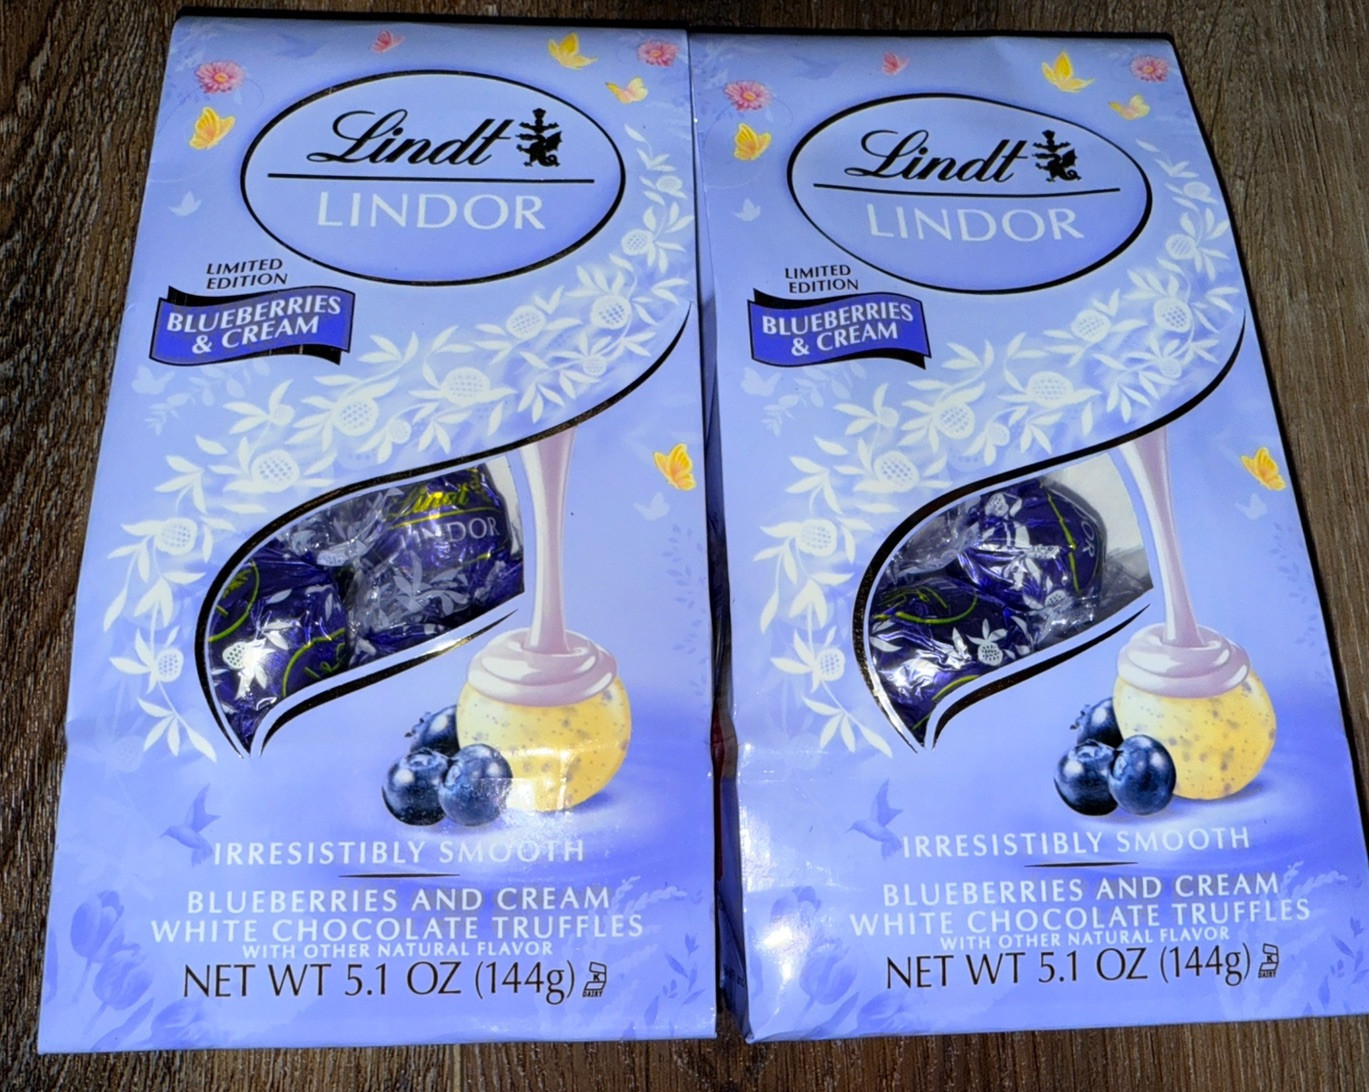 Lindt
LINDOR
LIMITED
EDITION
BLUEBERRIES
& CREAM
Lindt
LINDOR
IRRESISTIBLY SMOOTH
BLUEBERRIES AND CREAM
WHITE CHOCOLATE TRUFFLES
WITH OTHER NATURAL FLAVOR
NET WT 5.1 OZ (144g)
K
DAIRY
Lindt
LINDOR
LIMITED
EDITION
BLUEBERRIES
& CREAM
IRRESISTIBLY SMOOTH
BLUEBERRIES AND CREAM
WHITE CHOCOLATE TRUFFLES
WITH OTHER NATURAL FLAVOR
NET WT 5.1 OZ (144g)
K
DAIRY